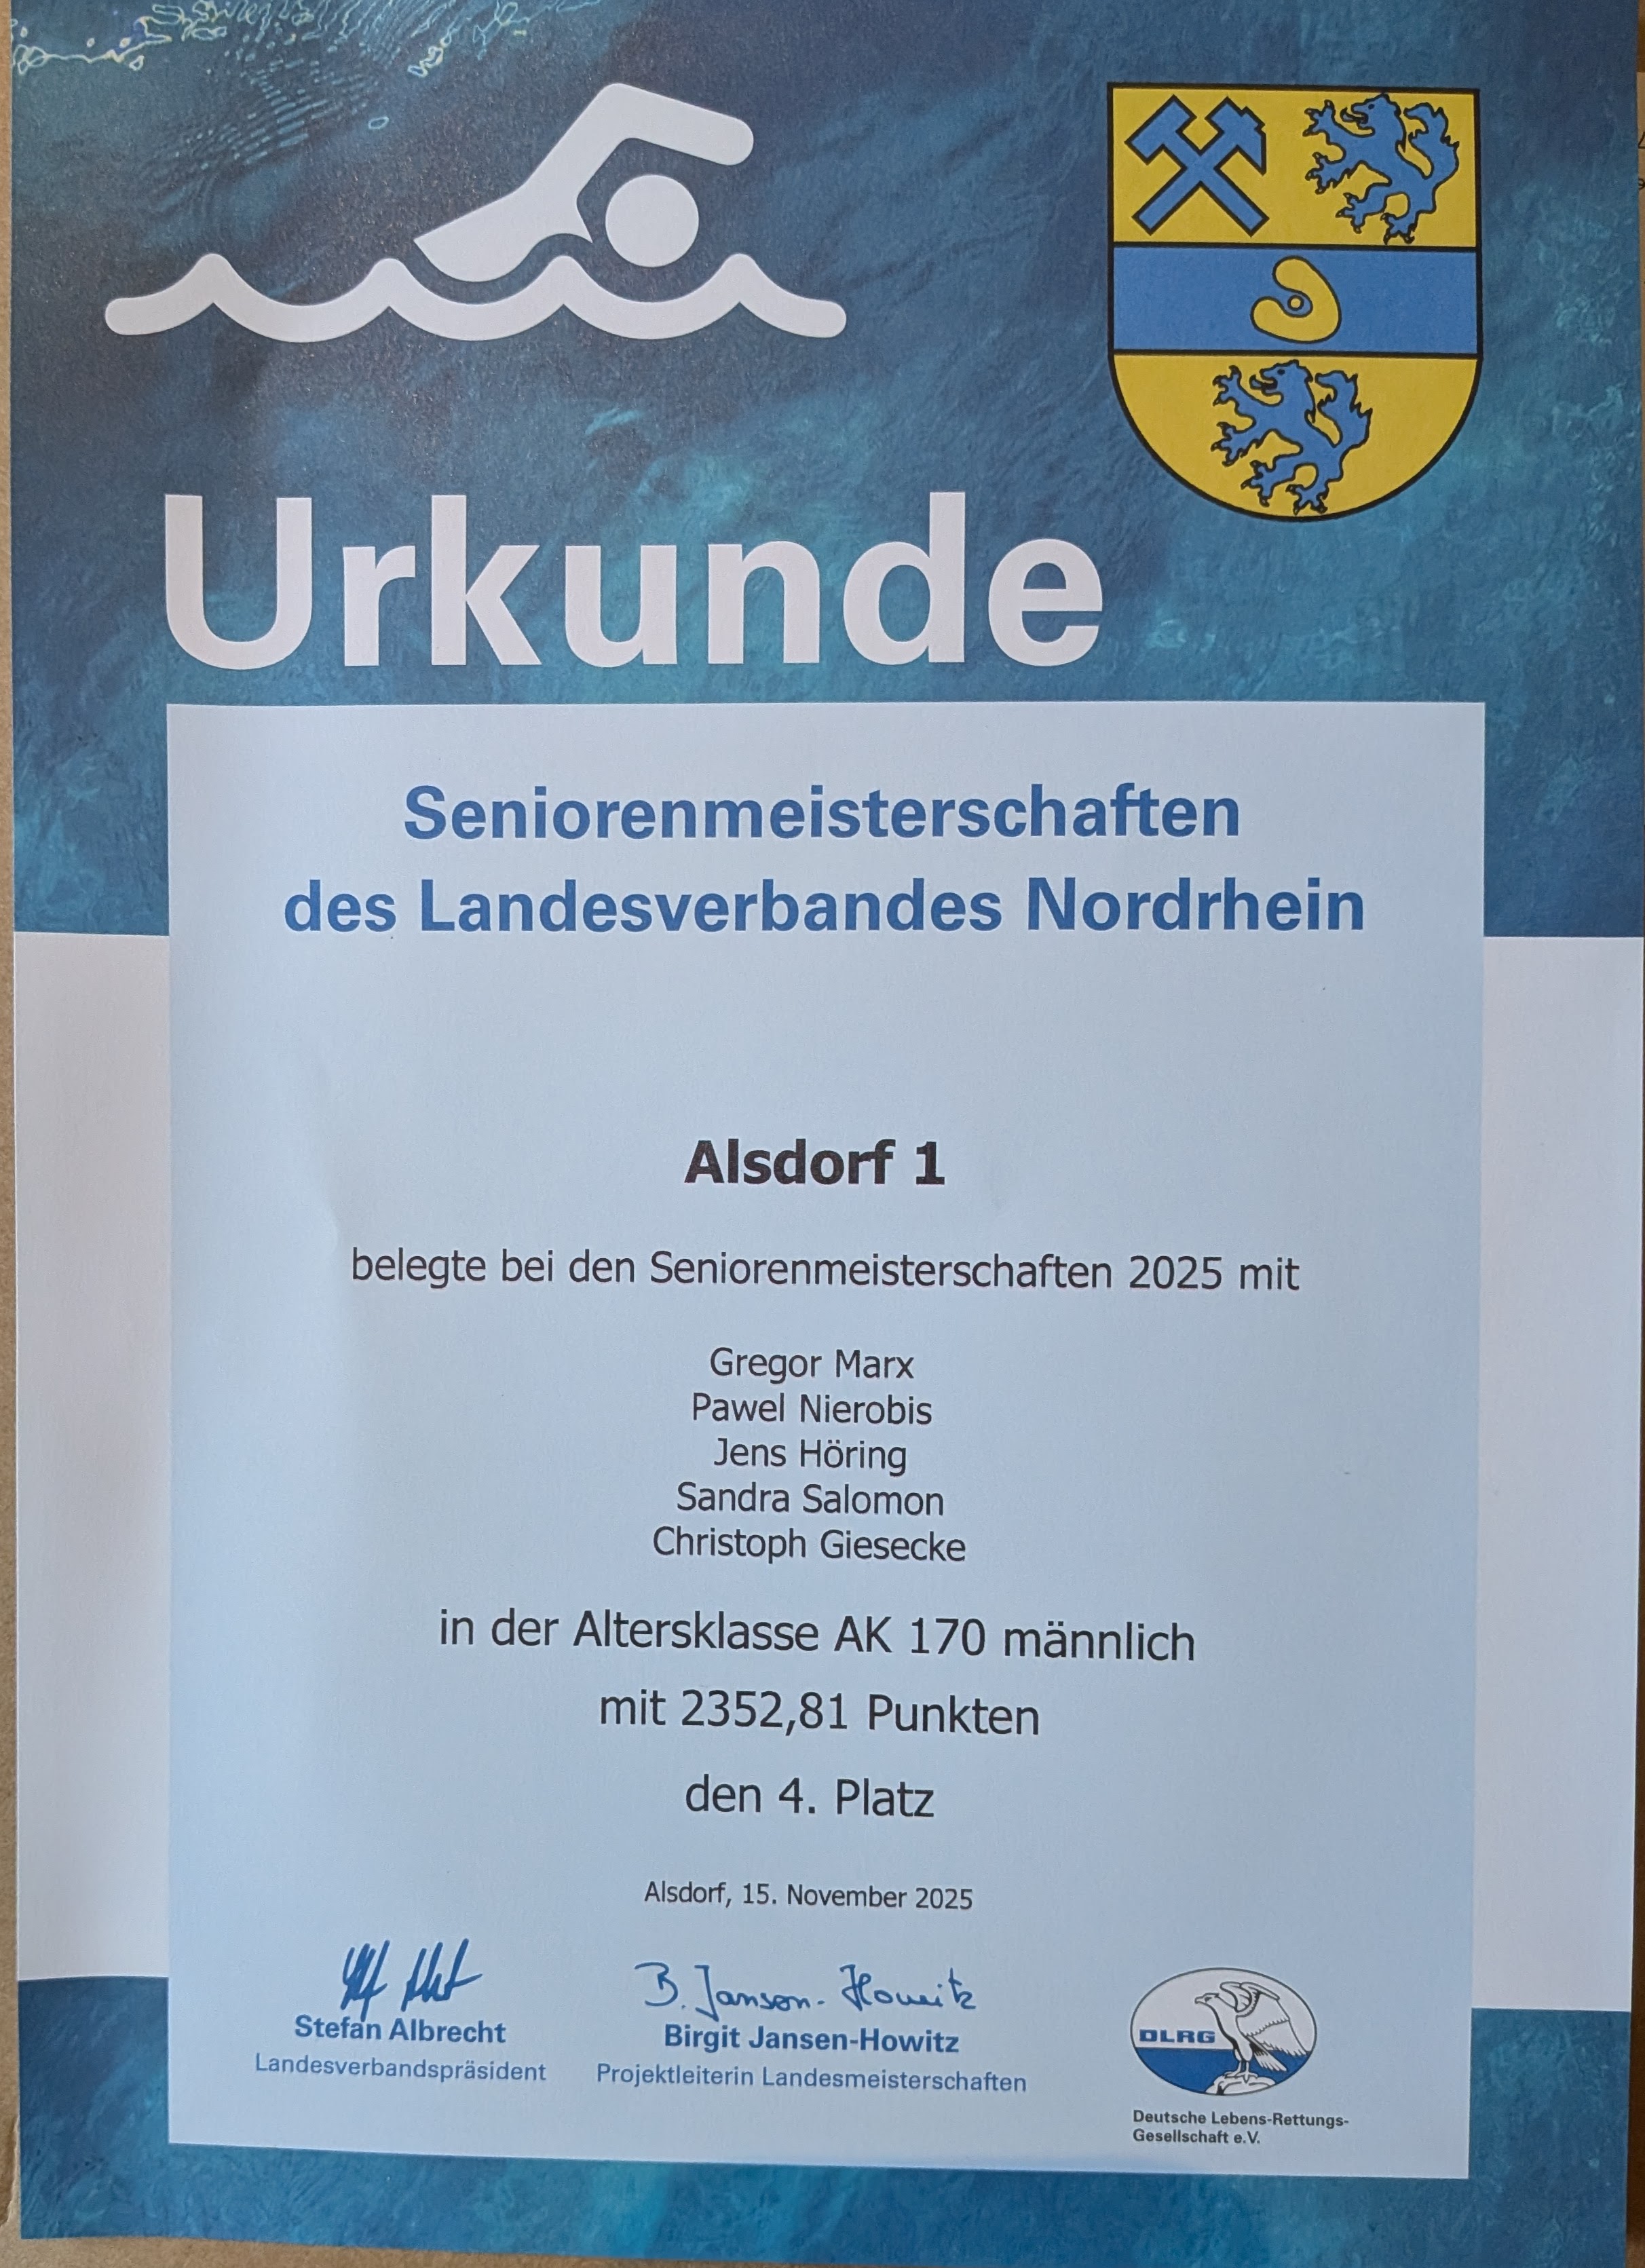 Urkunde
Seniorenmeisterschaften
des Landesverbandes Nordrhein
Alsdorf 1
belegte bei den Seniorenmeisterschaften 2025 mit
Gregor Marx
Pawel Nierobis
Jens Höring
Sandra Salomon
Christoph Giesecke
in der Altersklasse AK 170 männlich
mit 2352,81 Punkten
den 4. Platz
Alsdorf, 15. November 2025
B. Jansen-Howitz
Stefan Albrecht
Landesverbandspräsident
Birgit Jansen-Howitz
Projektleiterin Landesmeisterschaften
DLRG
Deutsche Lebens-Rettungs-
Gesellschaft e.V.